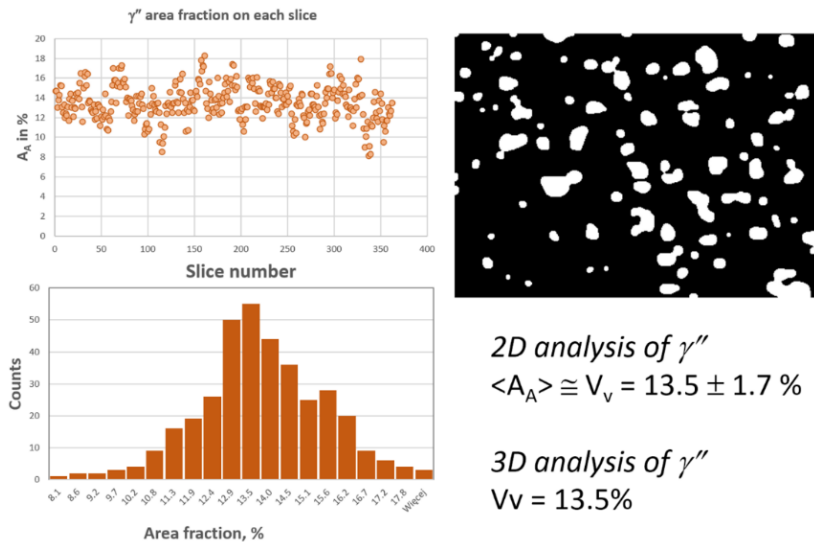 γ″ area fraction on each slice
A_A in %
20
18
16
14
12
10
8
6
4
2
0
0 50 100 150 200 250 300 350 400
Slice number
Counts
60
50
40
30
20
10
0
8.1 8.6 9.2 9.7 10.2 10.8 11.3 11.9 12.4 12.9 13.5 14.0 14.5 15.1 15.6 16.2 16.7 17.2 17.8 Więcej
Area fraction, %
2D analysis of γ″
<A_A> ≅ V_v = 13.5 ± 1.7 %
3D analysis of γ″
Vv = 13.5%